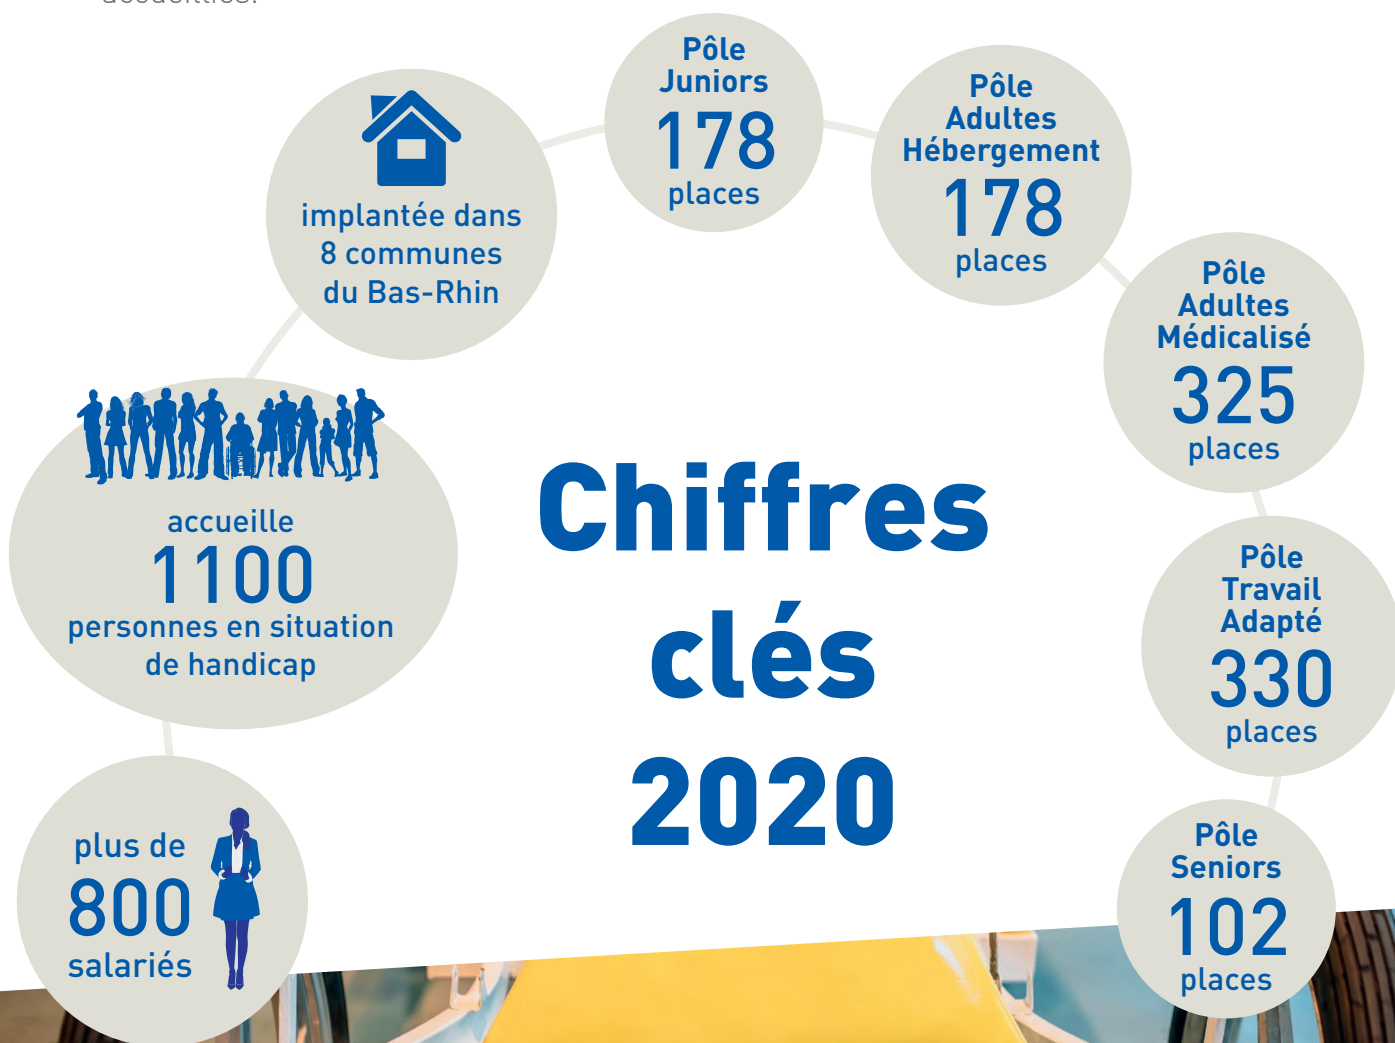 accueillies.
Pôle
Juniors
178
places
Pôle
Adultes
Hébergement
178
places
implantée dans
8 communes
du Bas-Rhin
Pôle
Adultes
Médicalisé
325
places
accueille
1100
personnes en situation
de handicap
Chiffres
clés
2020
Pôle
Travail
Adapté
330
places
plus de
800
salariés
Pôle
Seniors
102
places